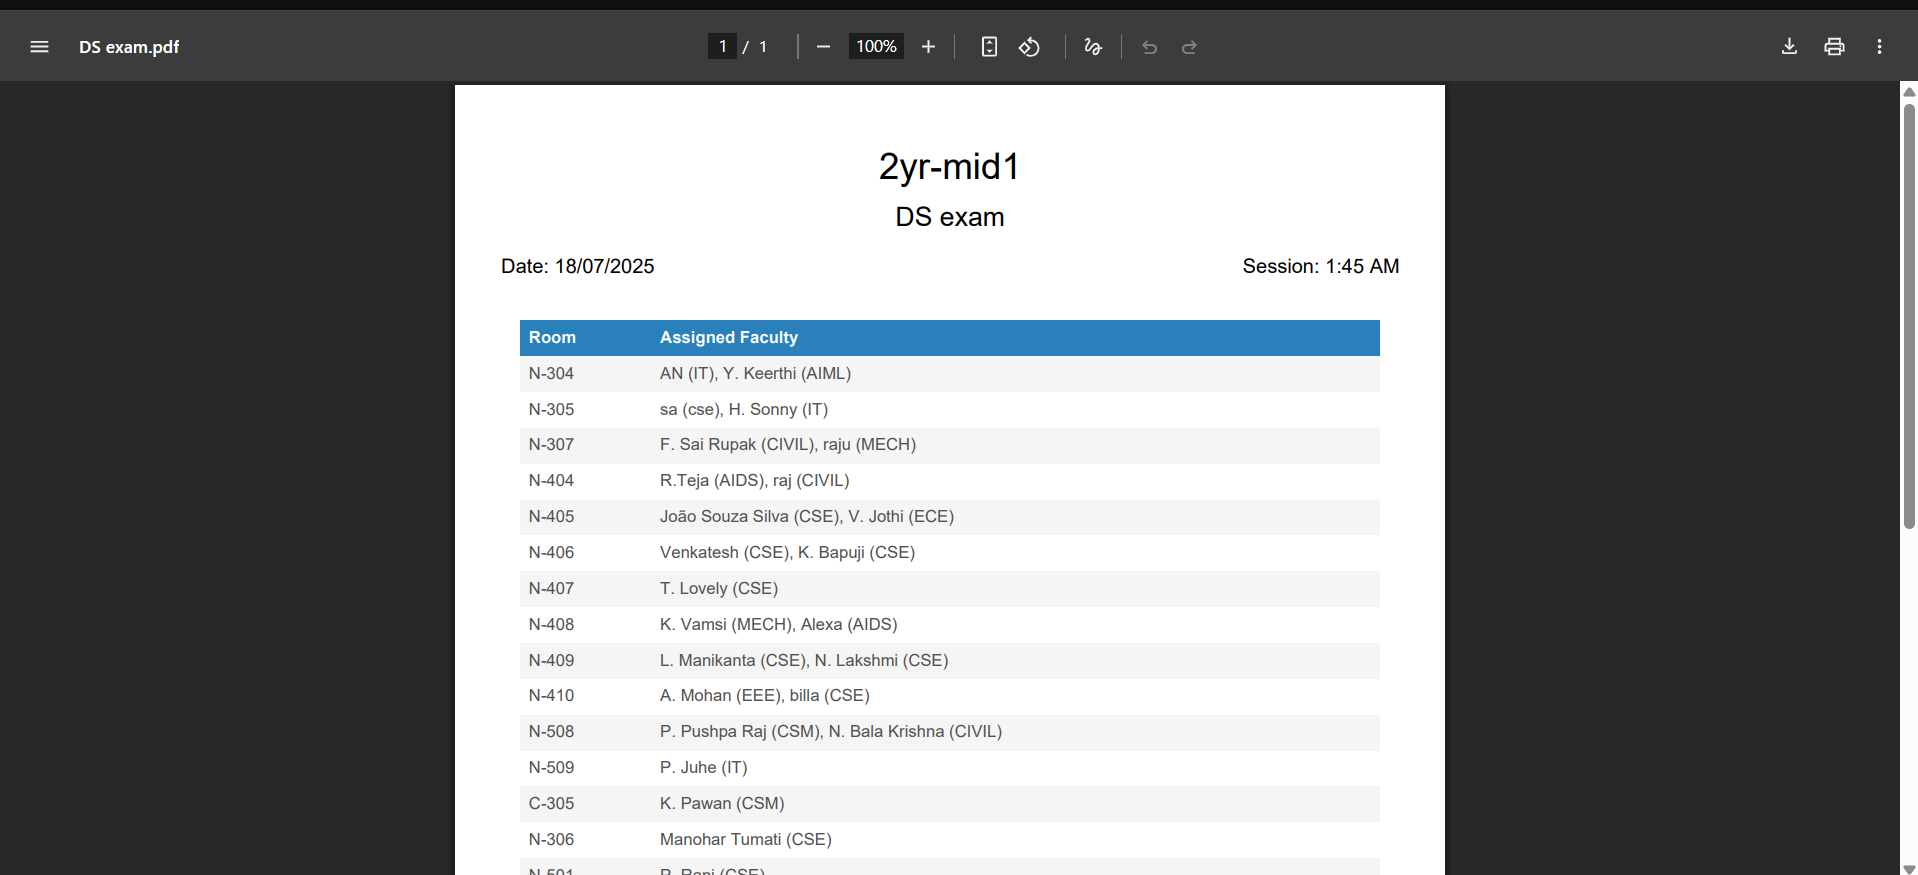 DS exam.pdf
1 / 1
100%
2yr-mid1
DS exam
Date: 18/07/2025 Session: 1:45 AM
Room Assigned Faculty
N-304 AN (IT), Y. Keerthi (AIML)
N-305 sa (cse), H. Sonny (IT)
N-307 F. Sai Rupak (CIVIL), raju (MECH)
N-404 R.Teja (AIDS), raj (CIVIL)
N-405 João Souza Silva (CSE), V. Jothi (ECE)
N-406 Venkatesh (CSE), K. Bapuji (CSE)
N-407 T. Lovely (CSE)
N-408 K. Vamsi (MECH), Alexa (AIDS)
N-409 L. Manikanta (CSE), N. Lakshmi (CSE)
N-410 A. Mohan (EEE), billa (CSE)
N-508 P. Pushpa Raj (CSM), N. Bala Krishna (CIVIL)
N-509 P. Juhe (IT)
C-305 K. Pawan (CSM)
N-306 Manohar Tumati (CSE)
N-501